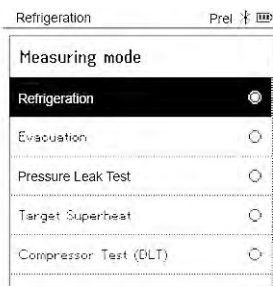 Refrigeration Prel
Measuring mode
Refrigeration
Evacuation
Pressure Leak Test
Target Superheat
Compressor Test (DLT)